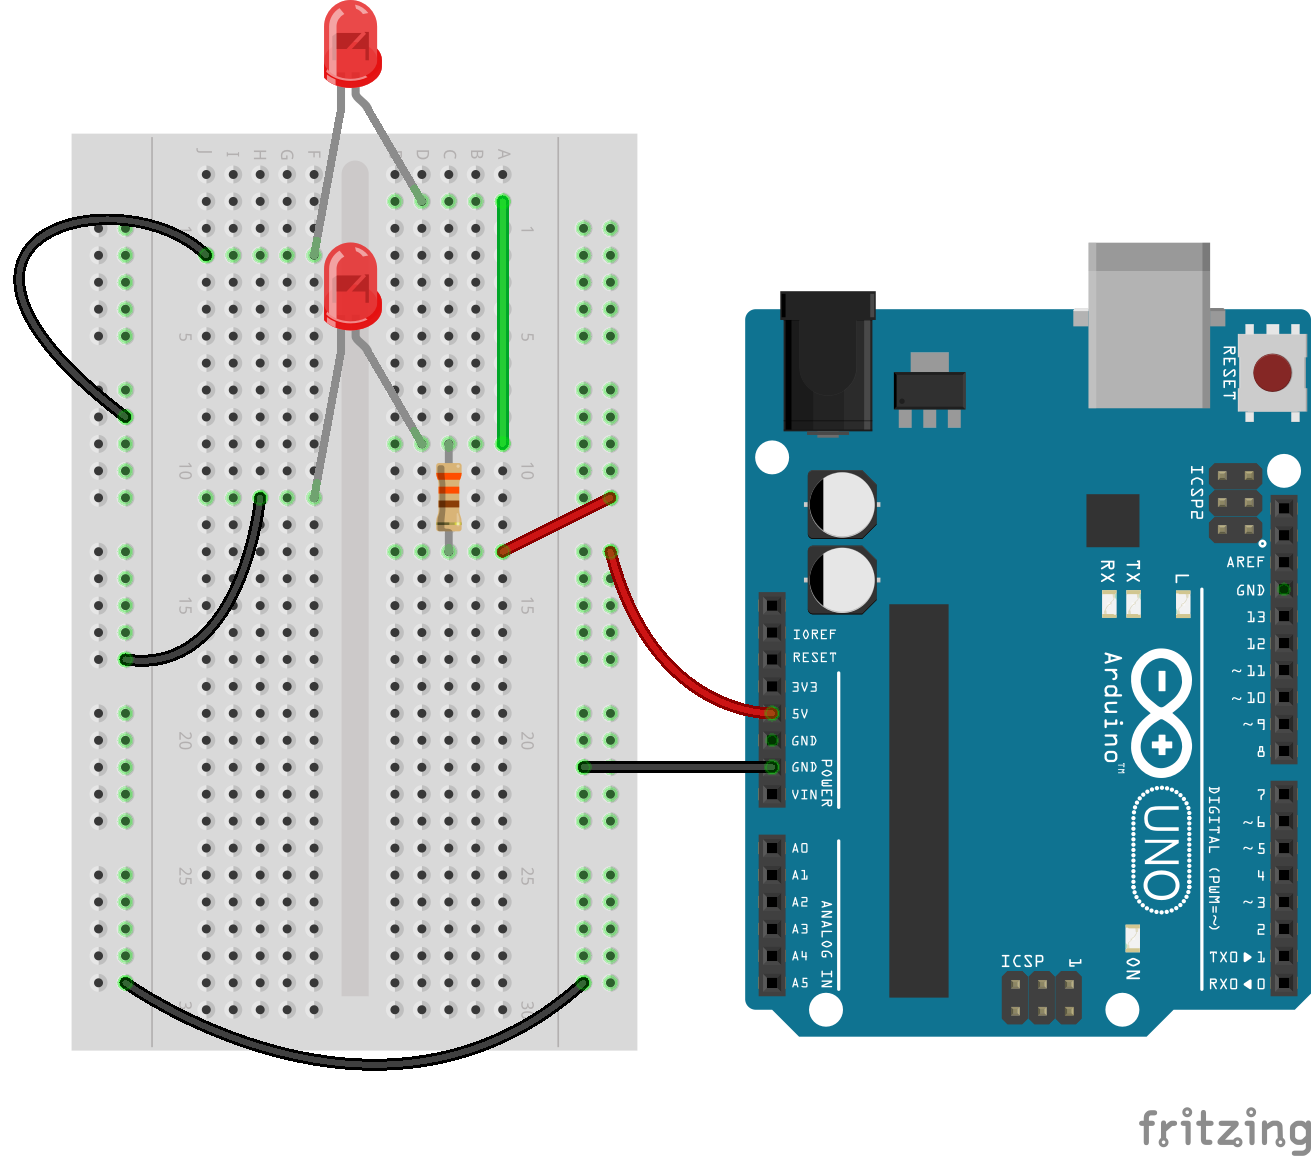 J I H G F E D C B A
1 1
5 5
10 10
15 15
20 20
25 25
30 30
RESET
ICSP2
IOREF
RESET
3V3
5V
GND
GND
VIN
POWER
A0
A1
A2
A3
A4
A5
ANALOG IN
AREF
GND
13
12
~11
~10
~9
8
7
~6
~5
4
~3
2
TX0▶1
RX0◀0
DIGITAL (PWM=~)
RX TX L
Arduino™
UNO
ON
ICSP 1
fritzing